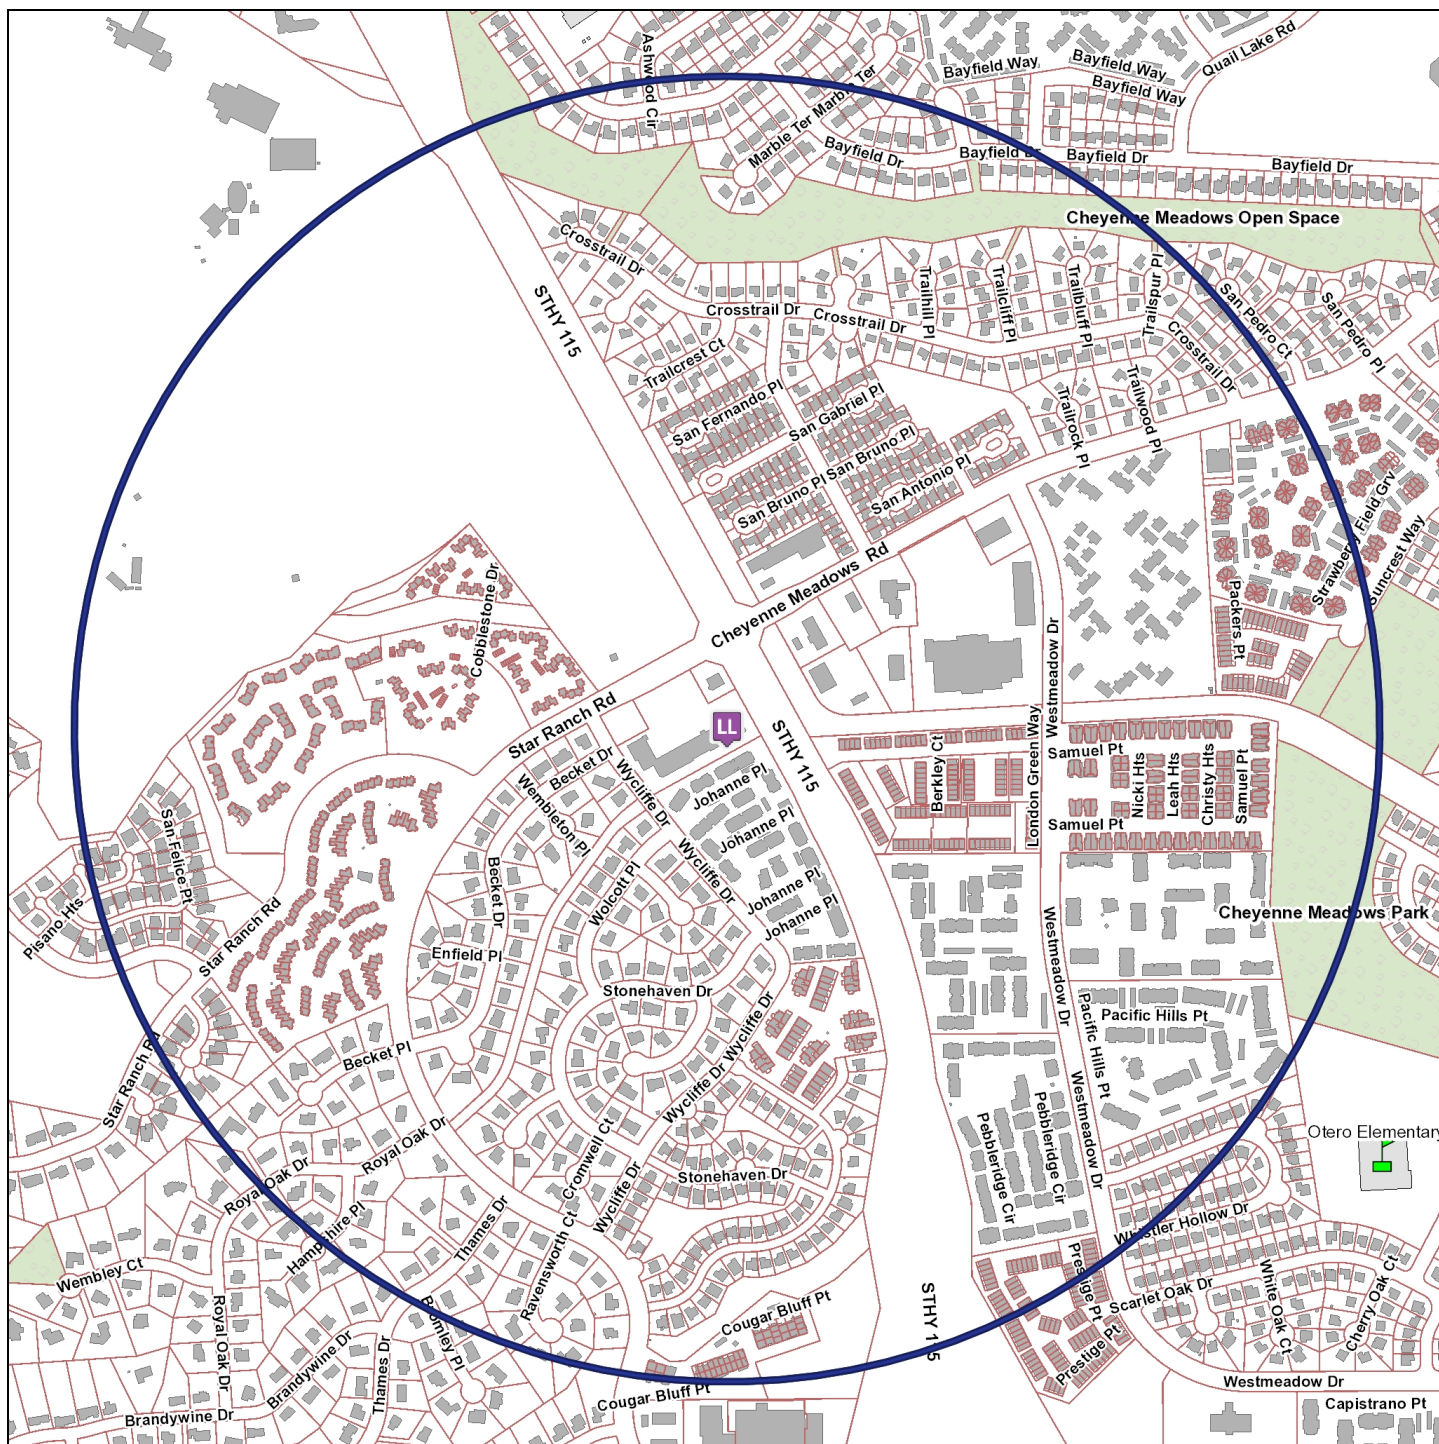 Ashwood Cir
Bayfield Way
Bayfield Way
Quail Lake Rd
Bayfield Way
Marble Ter
Marble Ter
Bayfield Dr
Bayfield Dr
Bayfield Dr
Bayfield Dr
Cheyenne Meadows Open Space
Crosstrail Dr
STHY 115
Crosstrail Dr
Crosstrail Dr
Trailhill Pl
Trailcliff Pl
Trailbluff Pl
Trailspur Pl
San Pedro Ct
San Pedro Pl
Crosstrail Dr
Trailcrest Ct
San Fernando Pl
San Gabriel Pl
Trailrock Pl
Trailwood Pl
San Bruno Pl
San Bruno Pl
San Antonio Pl
Strawberry Field Grv
Suncrest Way
Cheyenne Meadows Rd
Packers Pt
Cobblestone Dr
Westmeadow Dr
Star Ranch Rd
LL
STHY 115
Becket Dr
Wycliffe Dr
Johanne Pl
Wembleton Pl
Berkley Ct
London Green Way
Samuel Pt
Nicki Hts
Leah Hts
Christy Hts
Samuel Pt
Samuel Pt
Johanne Pl
San Felice Pt
Wycliffe Dr
Becket Dr
Wolcott Pl
Johanne Pl
Johanne Pl
Pisano Hts
Star Ranch Rd
Cheyenne Meadows Park
Enfield Pl
Westmeadow Dr
Stonehaven Dr
Pacific Hills Pt
Pacific Hills Pt
Wycliffe Dr
Star Ranch Rd
Becket Pl
Wycliffe Dr
Westmeadow Dr
Pebbleridge Cir
Pebbleridge Cir
Otero Elementary
Royal Oak Dr
Cromwell Ct
Royal Oak Dr
Stonehaven Dr
Wycliffe Dr
Hampshire Pl
Thames Dr
Whistler Hollow Dr
Wembley Ct
Ravensworth Ct
Prestige Pt
Scarlet Oak Dr
White Oak Ct
Cherry Oak Ct
STHY 115
Cougar Bluff Pt
Royal Oak Dr
Bromley Pl
Brandywine Dr
Thames Dr
Prestige Pt
Westmeadow Dr
Cougar Bluff Pt
Capistrano Pt
Brandywine Dr